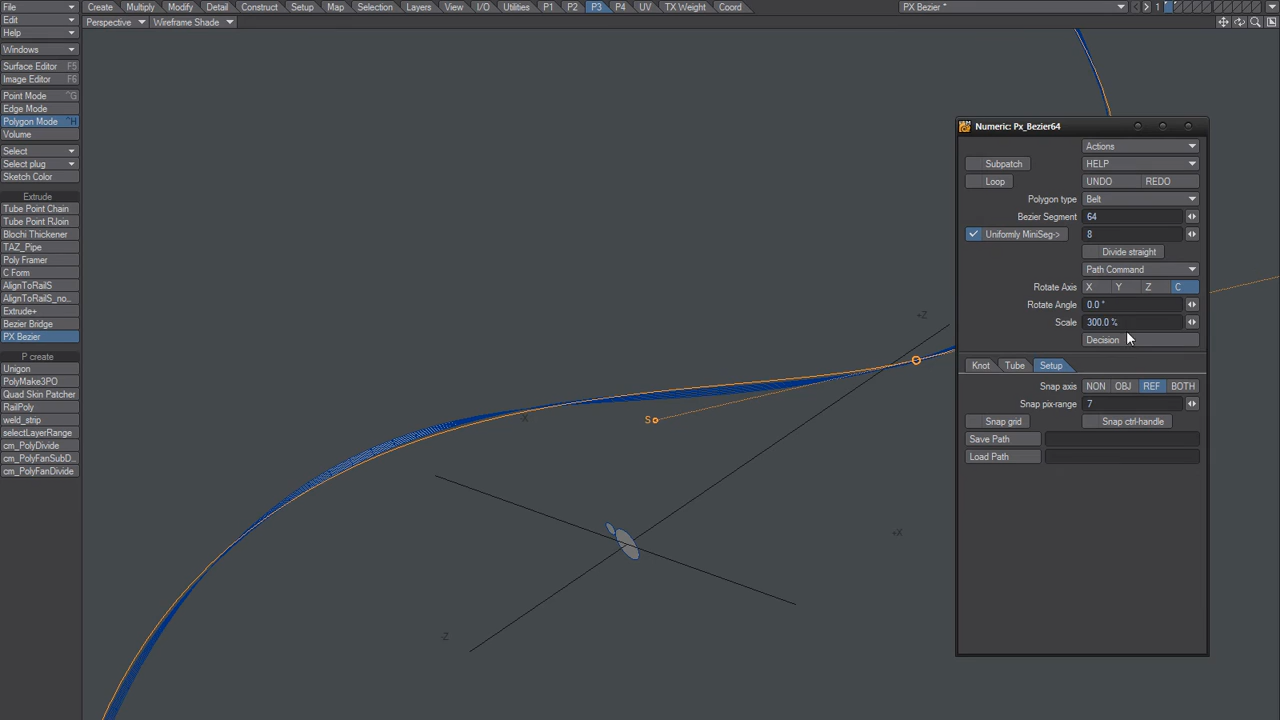 File
Create
Multiply
Modify
Detail
Construct
Setup
Map
Selection
Layers
View
I/O
Utilities
P1
P2
P3
P4
UV
TX Weight
Coord
PX Bezier *
1
Edit
Perspective
Wireframe Shade
Help
Windows
Surface Editor F5
Image Editor F6
Point Mode ^G
Edge Mode
Polygon Mode ^H
Volume
Select
Select plug
Sketch Color
Extrude
Tube Point Chain
Tube Point RJoin
Blochi Thickener
TAZ_Pipe
Poly Framer
C Form
AlignToRailS
AlignToRailS_no...
Extrude+
Bezier Bridge
PX Bezier
P create
Unigon
PolyMake3PO
Quad Skin Patcher
RailPoly
weld_strip
selectLayerRange
cm_PolyDivide
cm_PolyFanSubD...
cm_PolyFanDivide
+Z
X
S
+X
-Z
Numeric: Px_Bezier64
Actions
Subpatch
HELP
Loop
UNDO
REDO
Polygon type
Belt
Bezier Segment
64
Uniformly MiniSeg->
8
Divide straight
Path Command
Rotate Axis
X
Y
Z
C
Rotate Angle
0.0 °
Scale
300.0 %
Decision
Knot
Tube
Setup
Snap axis
NON
OBJ
REF
BOTH
Snap pix-range
7
Snap grid
Snap ctrl-handle
Save Path
Load Path